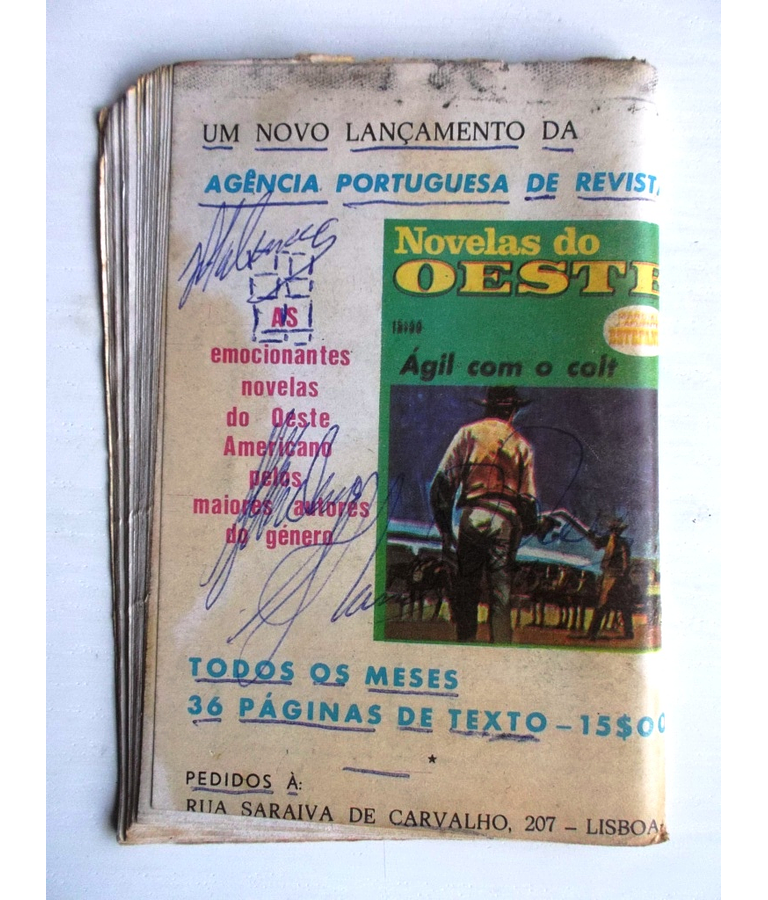 UM NOVO LANÇAMENTO DA
AGÊNCIA PORTUGUESA DE REVIST
Novelas do
OESTE
Ágil com o colt
AS
emocionantes
novelas
do Oeste
Americano
pelos
maiores autores
do género
TODOS OS MESES
36 PÁGINAS DE TEXTO – 15$00
*
PEDIDOS À:
RUA SARAIVA DE CARVALHO, 207 – LISBOA